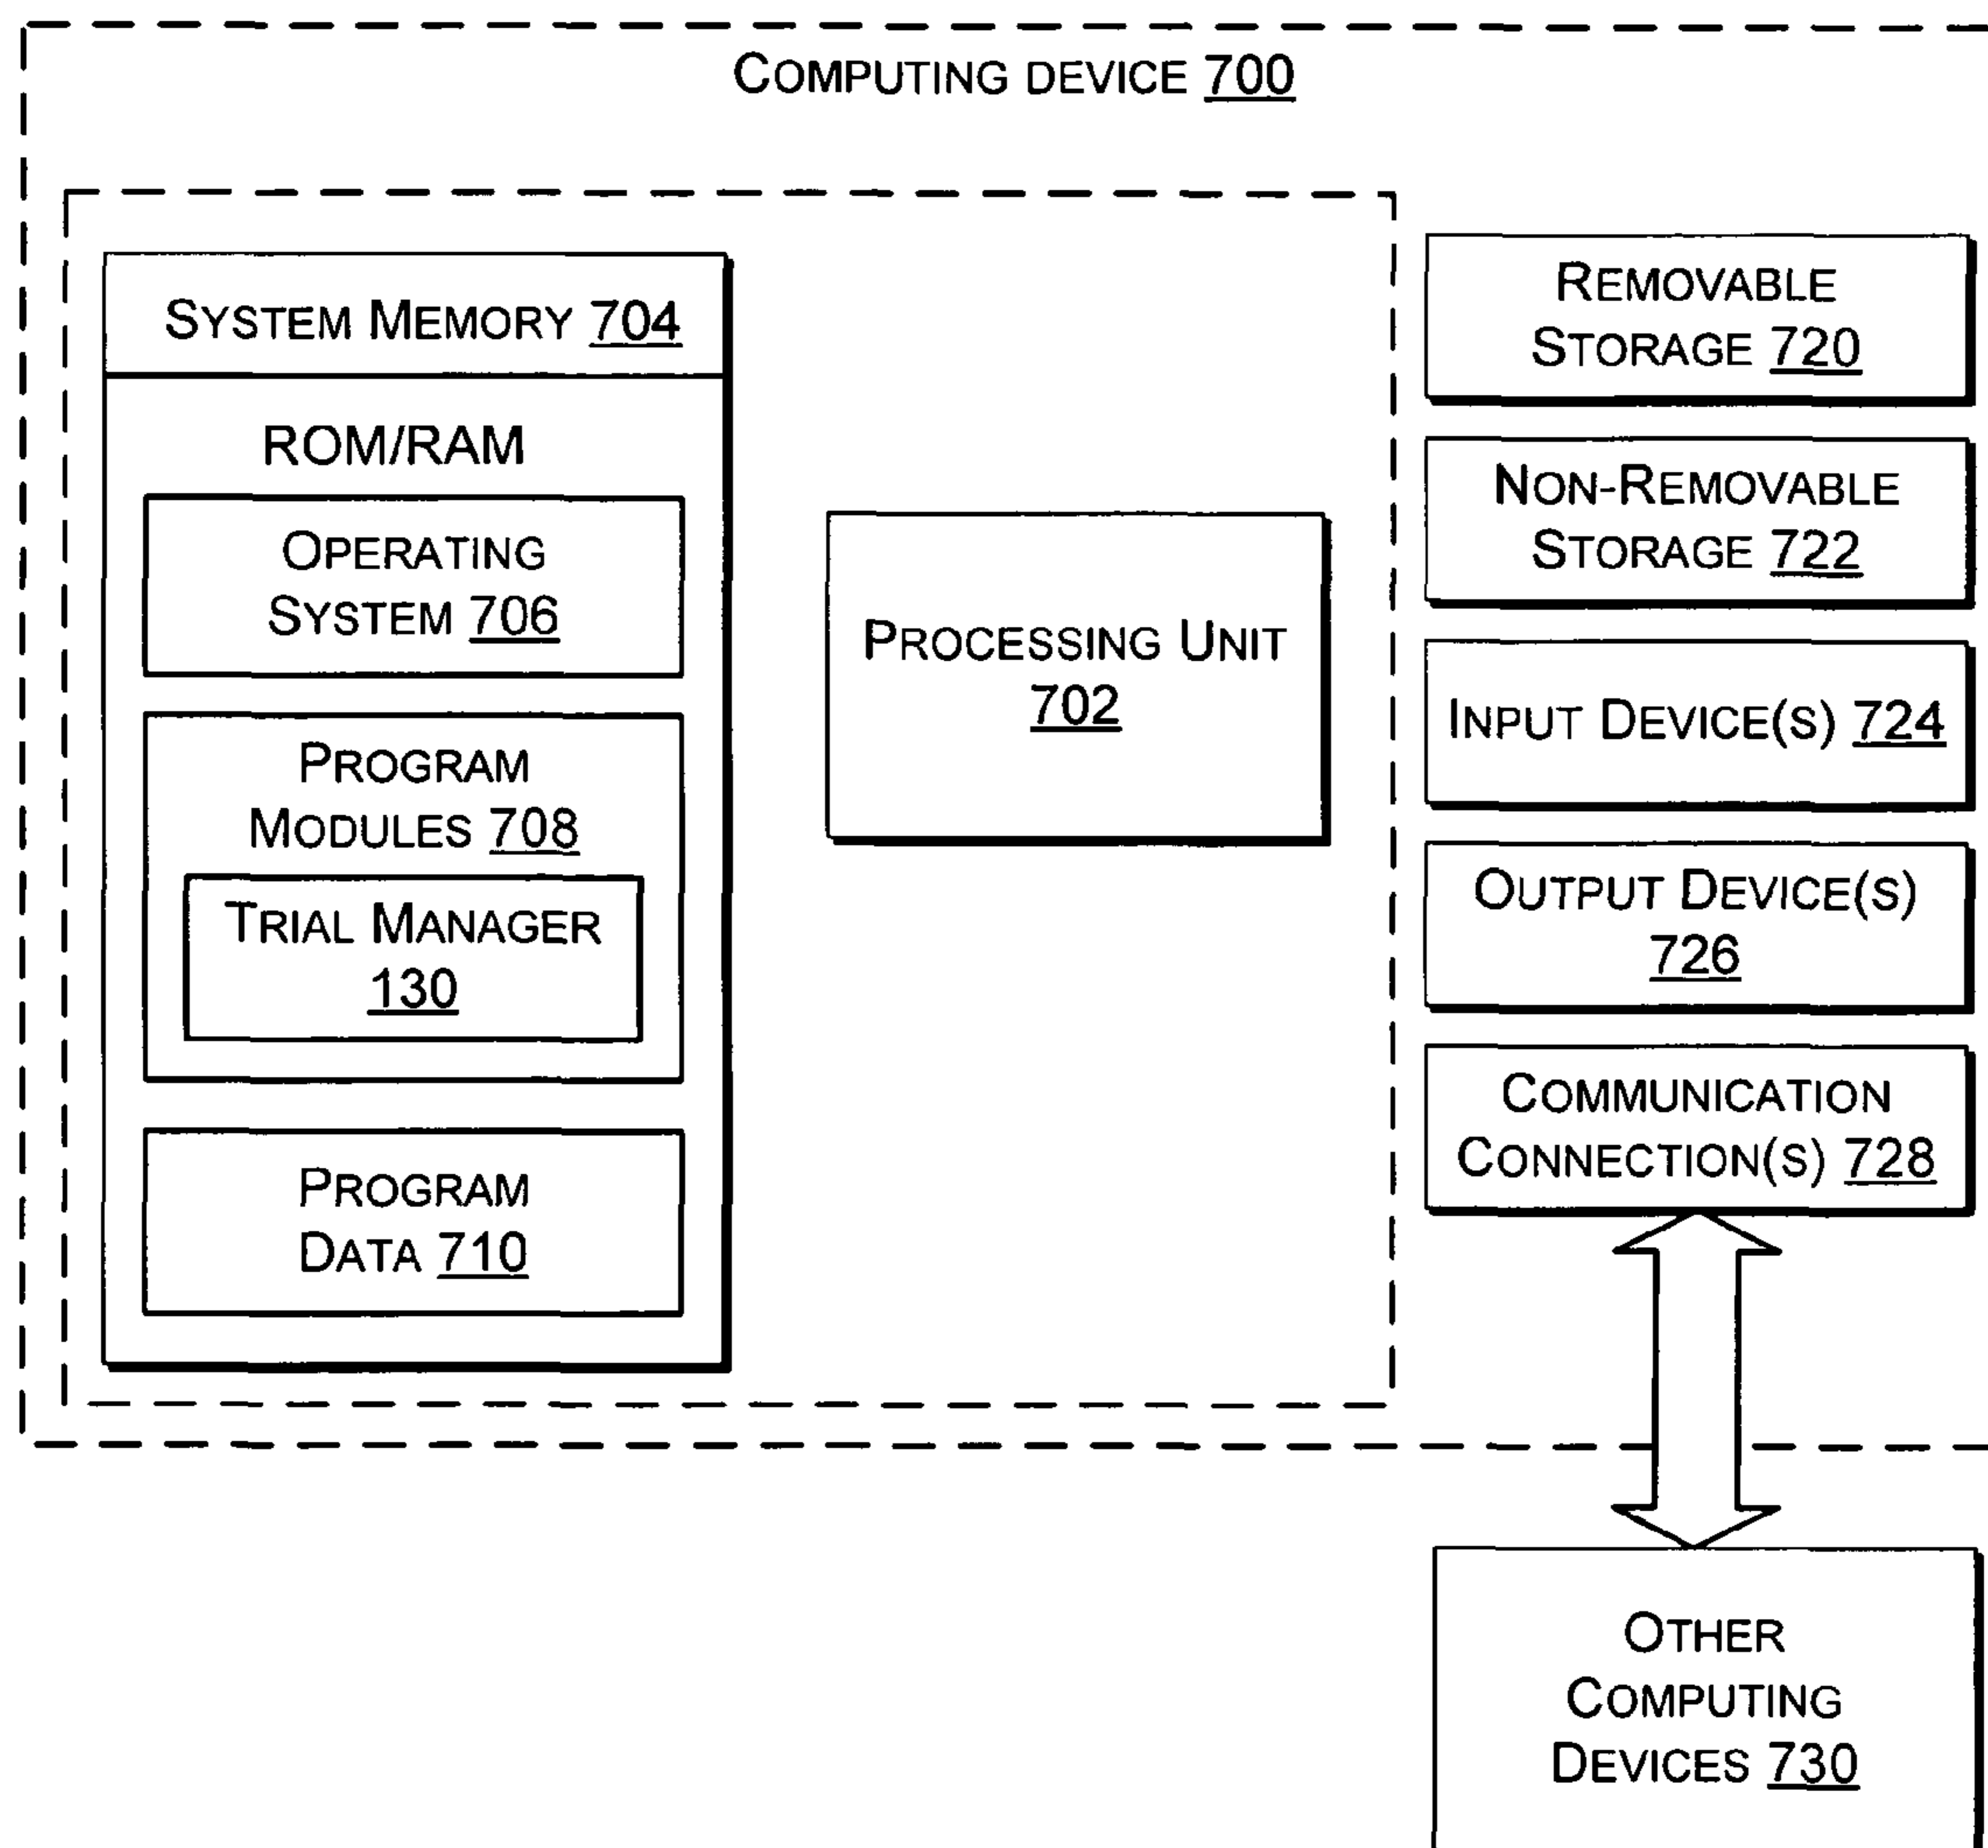 COMPUTING DEVICE 700
SYSTEM MEMORY 704
ROM/RAM
OPERATING
SYSTEM 706
PROGRAM
MODULES 708
TRIAL MANAGER
130
PROGRAM
DATA 710
PROCESSING UNIT
702
REMOVABLE
STORAGE 720
NON-REMOVABLE
STORAGE 722
INPUT DEVICE(S) 724
OUTPUT DEVICE(S)
726
COMMUNICATION
CONNECTION(S) 728
OTHER
COMPUTING
DEVICES 730